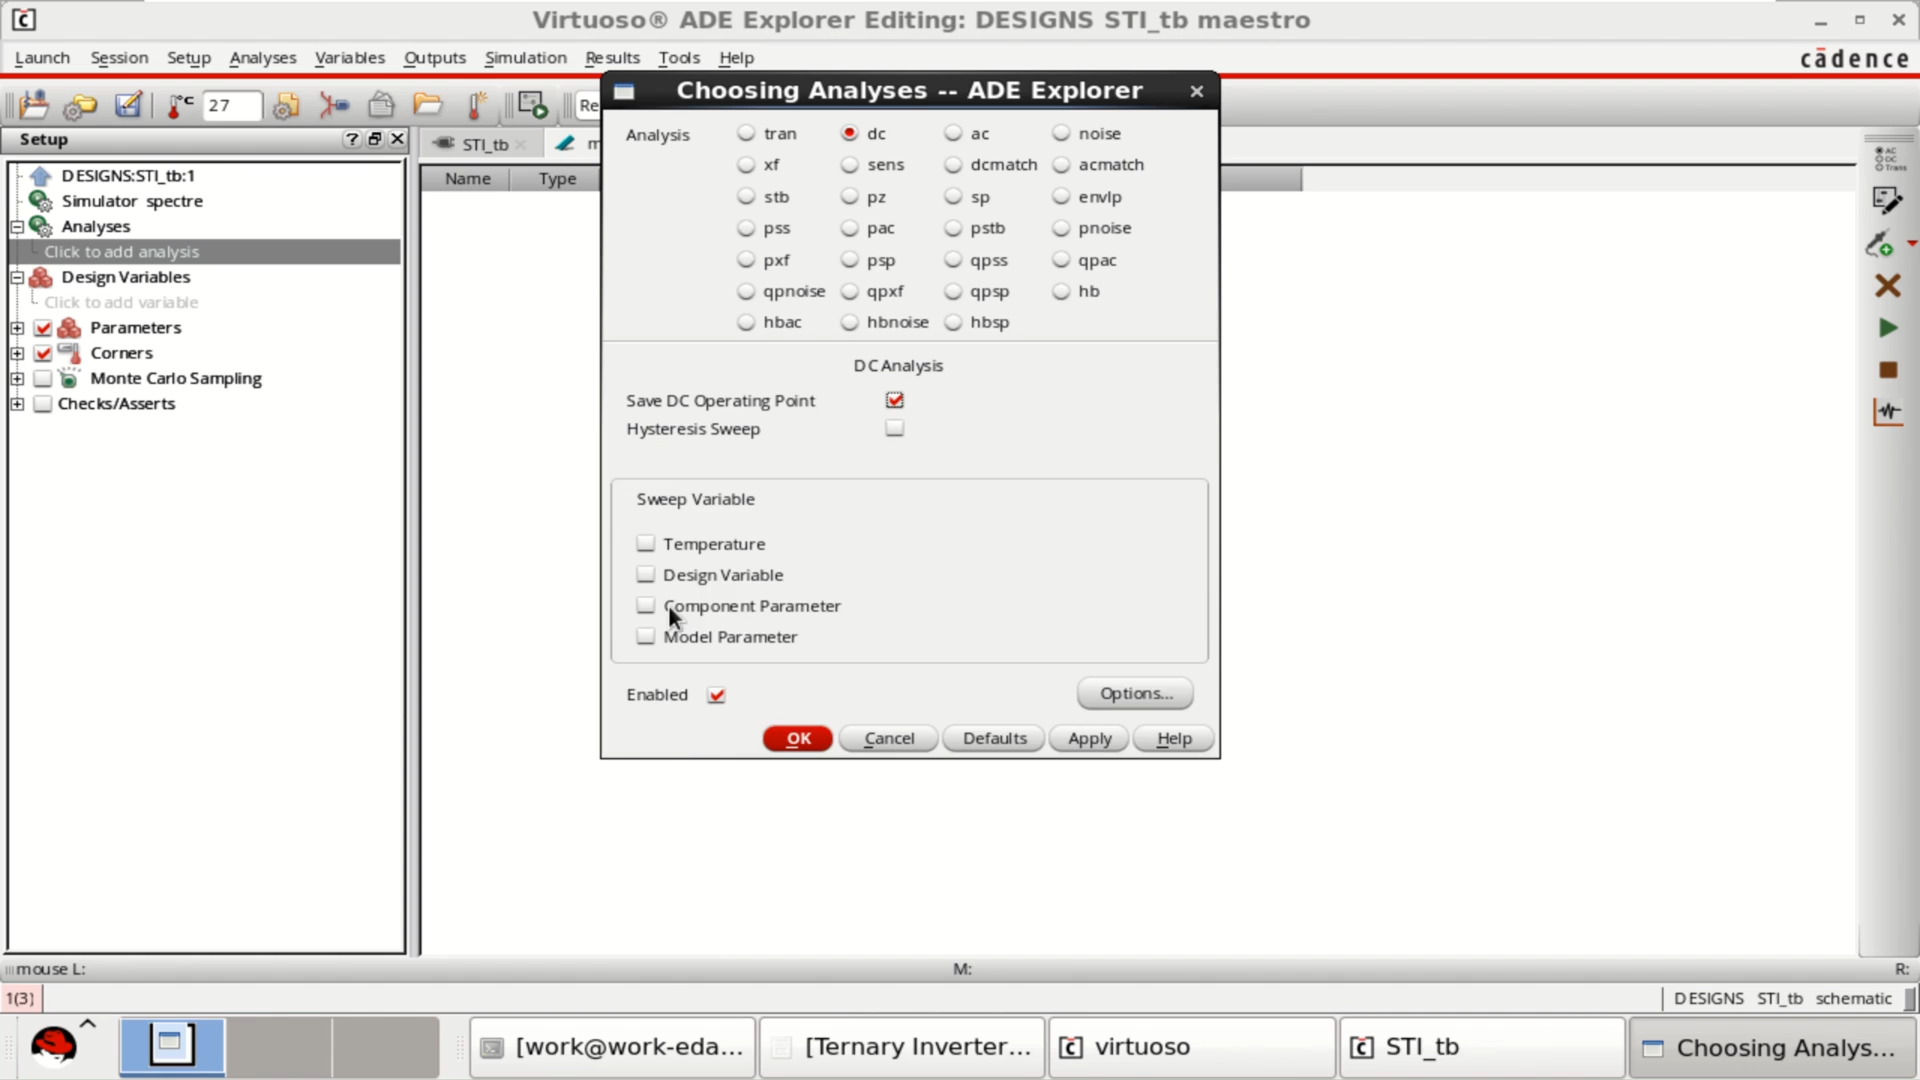 Virtuoso® ADE Explorer Editing: DESIGNS STI_tb maestro
Launch Session Setup Analyses Variables Parameters Outputs Simulation Results Tools Help
cādence
°C 27
Re
Setup
DESIGNS:STI_tb:1
Simulator spectre
Analyses
Click to add analysis
Design Variables
Click to add variable
Parameters
Corners
Monte Carlo Sampling
Checks/Asserts
STI_tb
m
Name Type
Choosing Analyses -- ADE Explorer
Analysis
tran dc ac noise
xf sens dcmatch acmatch
stb pz sp envlp
pss pac pstb pnoise
pxf psp qpss qpac
qpnoise qpxf qpsp hb
hbac hbnoise hbsp
DC Analysis
Save DC Operating Point
Hysteresis Sweep
Sweep Variable
Temperature
Design Variable
Component Parameter
Model Parameter
Enabled
Options...
OK Cancel Defaults Apply Help
AC
DC
Trans
mouse L: M: R:
1(3)
DESIGNS STI_tb schematic
[work@work-eda... [Ternary Inverter... virtuoso STI_tb Choosing Analys...